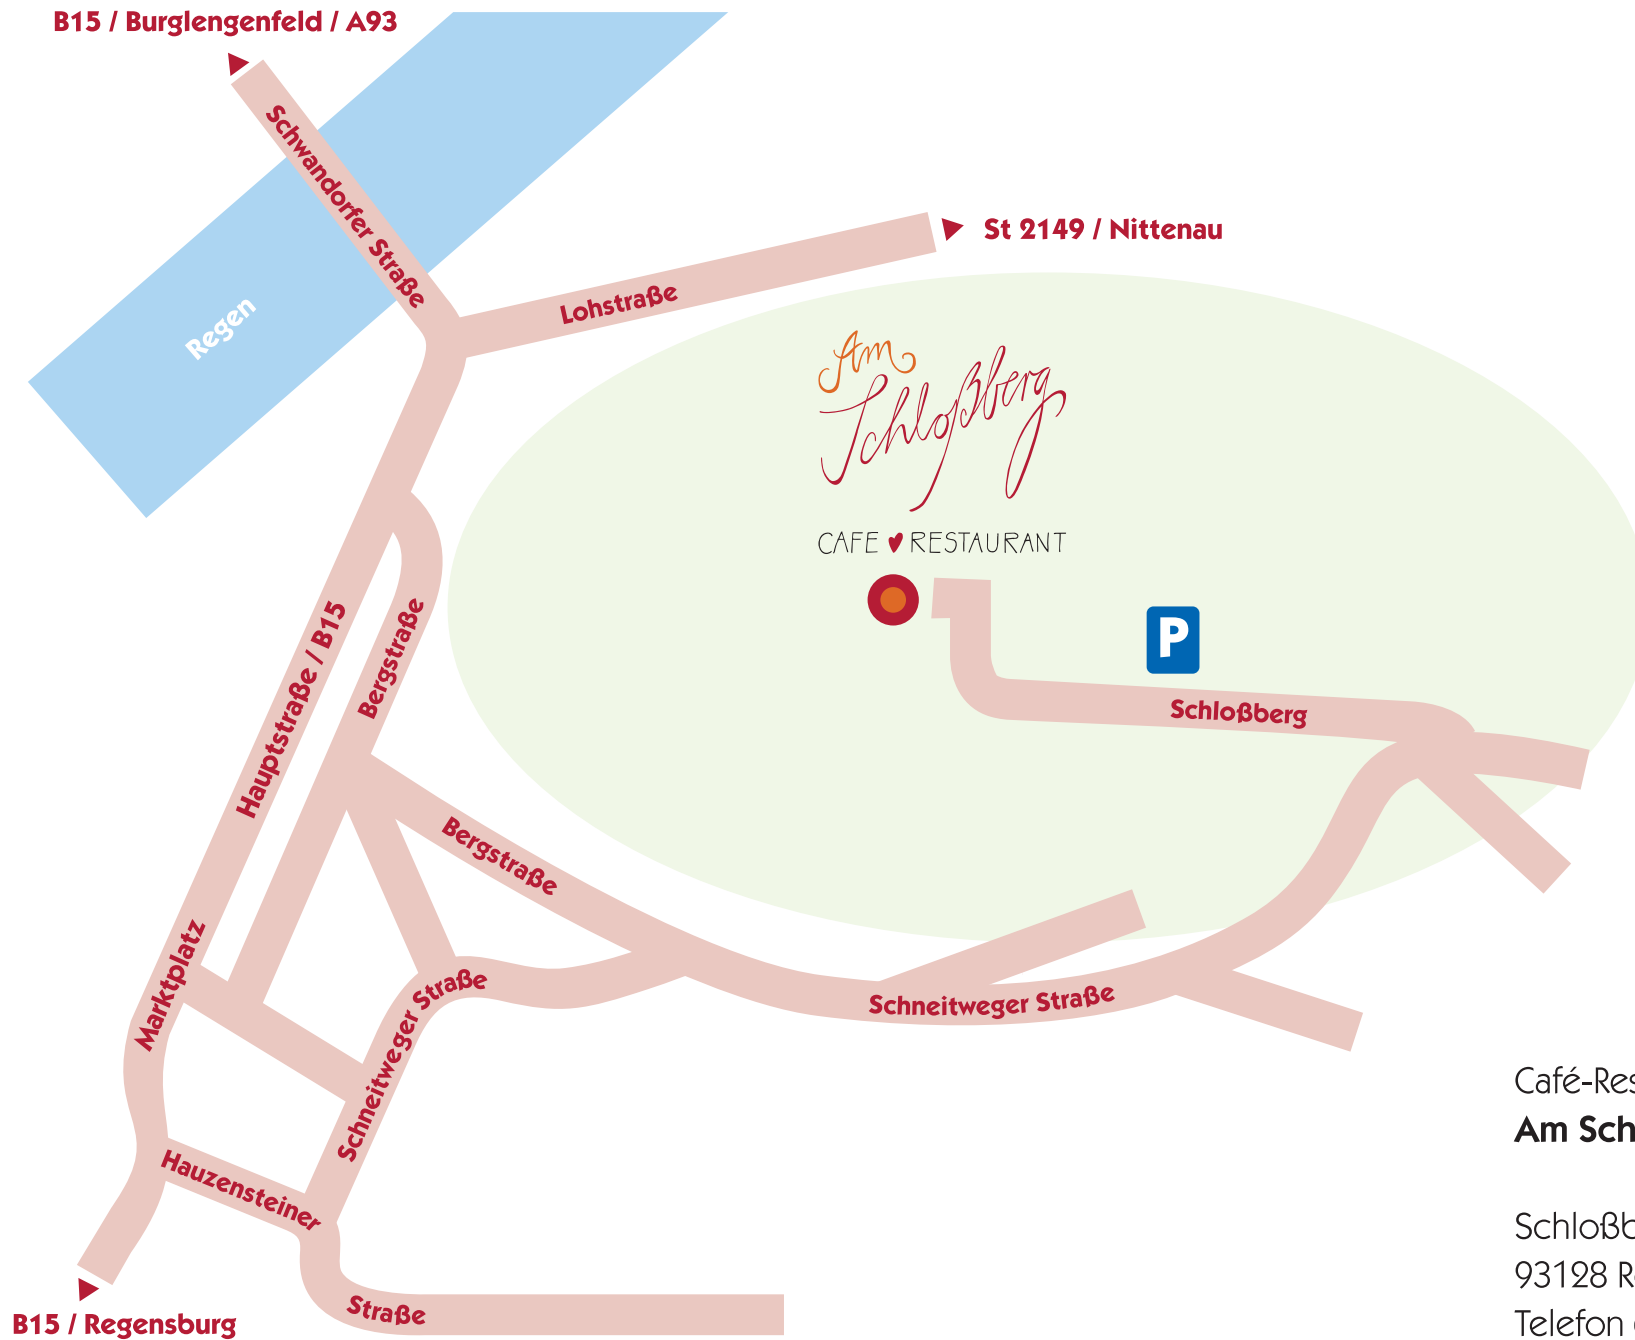 B15 / Burglengenfeld / A93
Schwandorfer Straße
St 2149 / Nittenau
Lohstraße
Regen
Am
Schloßberg
CAFE RESTAURANT
P
Schloßberg
Hauptstraße / B15
Bergstraße
Bergstraße
Marktplatz
Schneitweger Straße
Schneitweger Straße
Hauzensteiner
Straße
B15 / Regensburg
Café-Res
Am Sch
Schloßb
93128 R
Telefon